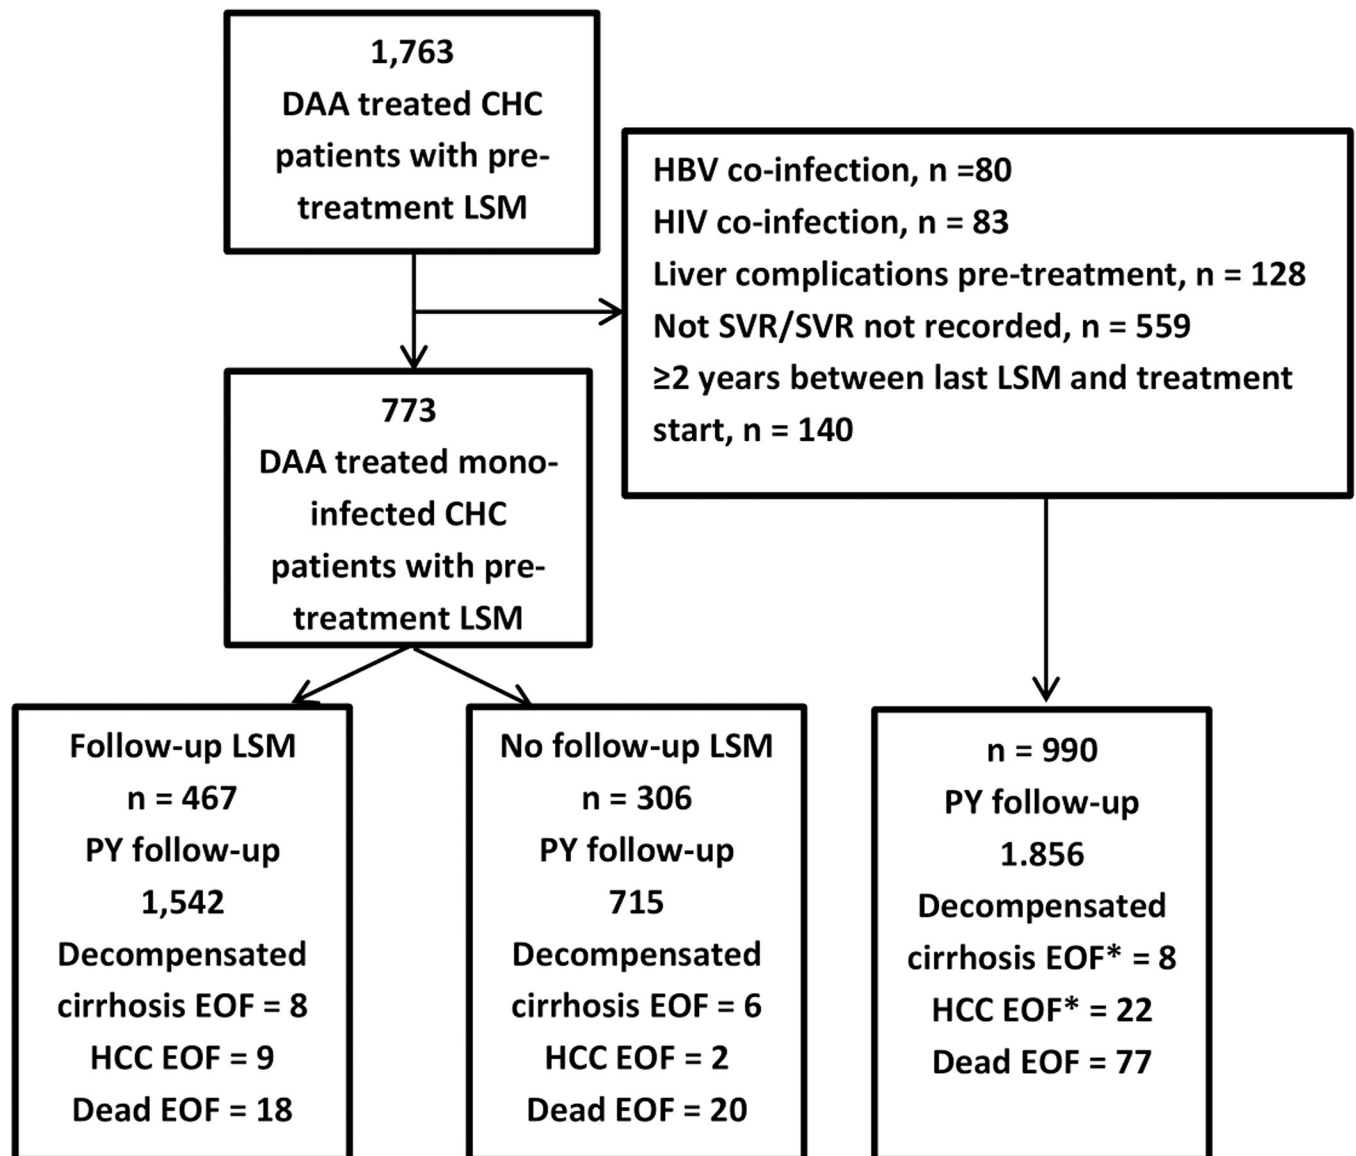 1,763
DAA treated CHC
patients with pre-
treatment LSM
HBV co-infection, n =80
HIV co-infection, n = 83
Liver complications pre-treatment, n = 128
Not SVR/SVR not recorded, n = 559
≥2 years between last LSM and treatment
start, n = 140
773
DAA treated mono-
infected CHC
patients with pre-
treatment LSM
Follow-up LSM
n = 467
PY follow-up
1,542
Decompensated
cirrhosis EOF = 8
HCC EOF = 9
Dead EOF = 18
No follow-up LSM
n = 306
PY follow-up
715
Decompensated
cirrhosis EOF = 6
HCC EOF = 2
Dead EOF = 20
n = 990
PY follow-up
1.856
Decompensated
cirrhosis EOF* = 8
HCC EOF* = 22
Dead EOF = 77